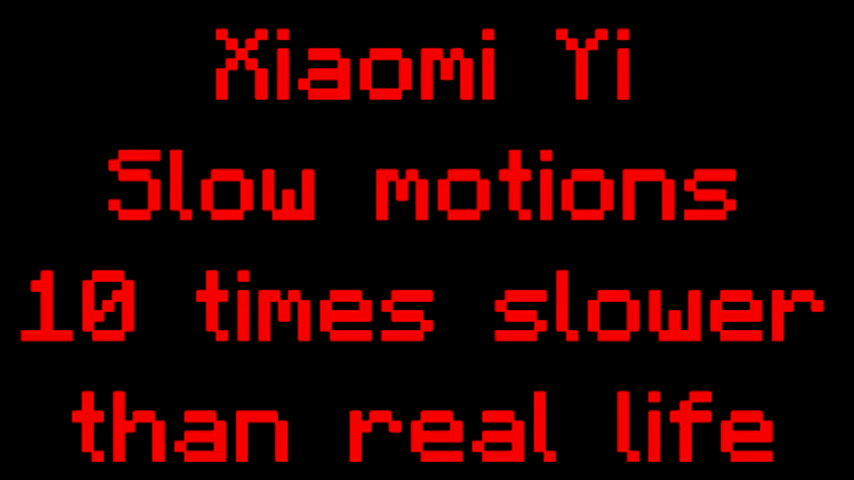 Xiaomi Yi
Slow motions
10 times slower
than real life